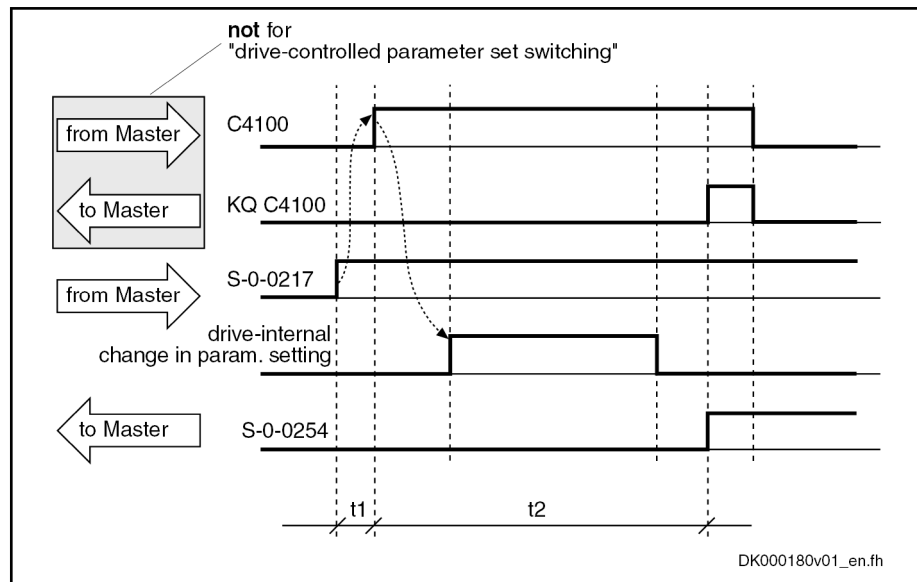 not for
"drive-controlled parameter set switching"
from Master
C4100
to Master
KQ C4100
from Master
S-0-0217
drive-internal
change in param. setting
to Master
S-0-0254
t1
t2
DK000180v01_en.fh